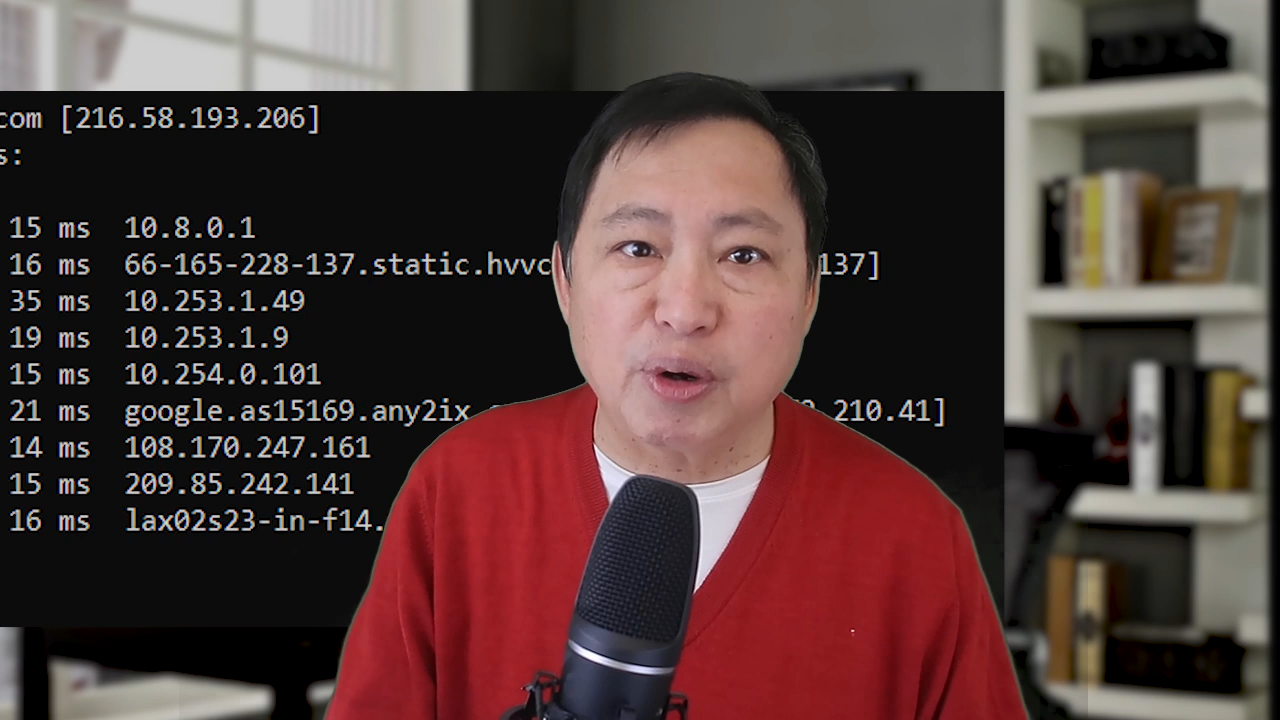 com [216.58.193.206]
s:
15 ms 10.8.0.1
16 ms 66-165-228-137.static.hvvc 137]
35 ms 10.253.1.49
19 ms 10.253.1.9
15 ms 10.254.0.101
21 ms google.as15169.any2ix 210.41]
14 ms 108.170.247.161
15 ms 209.85.242.141
16 ms lax02s23-in-f14.